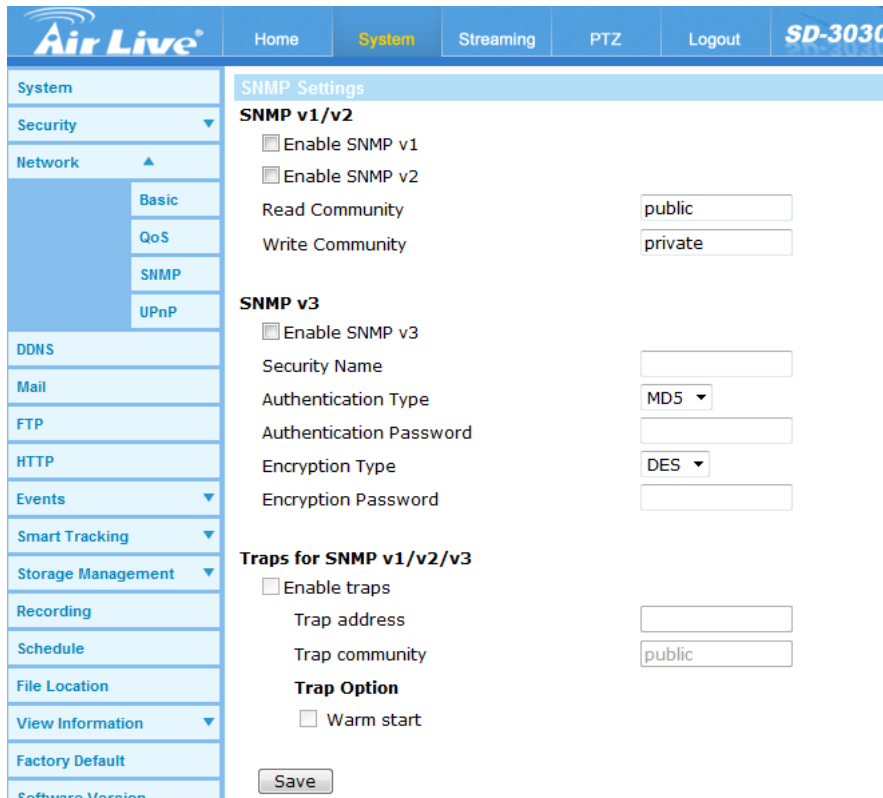 Air Live®
Home System Streaming PTZ Logout SD-3030
System
Security
Network
Basic
QoS
SNMP
UPnP
DDNS
Mail
FTP
HTTP
Events
Smart Tracking
Storage Management
Recording
Schedule
File Location
View Information
Factory Default
Software Version
SNMP Settings
SNMP v1/v2
Enable SNMP v1
Enable SNMP v2
Read Community public
Write Community private
SNMP v3
Enable SNMP v3
Security Name
Authentication Type MD5
Authentication Password
Encryption Type DES
Encryption Password
Traps for SNMP v1/v2/v3
Enable traps
Trap address
Trap community public
Trap Option
Warm start
Save